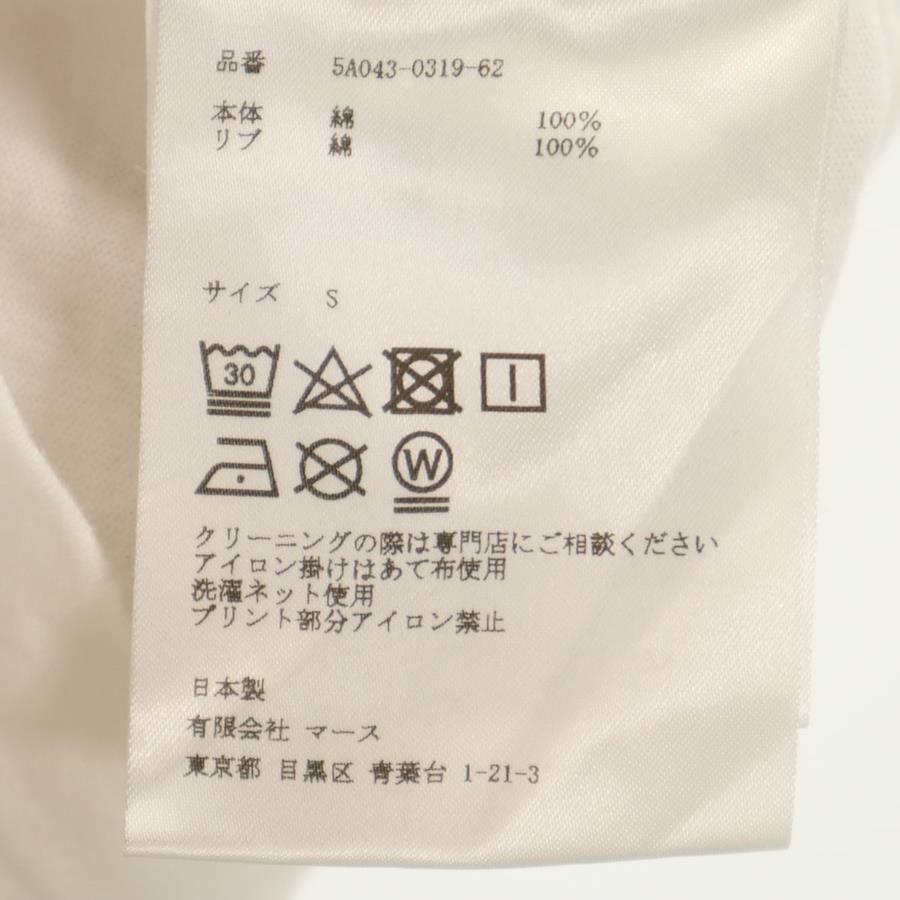 品番 5A043-0319-62
本体 綿 100%
リブ 綿 100%
サイズ S
30
W
クリーニングの際は専門店にご相談ください
アイロン掛けはあて布使用
洗濯ネット使用
プリント部分アイロン禁止
日本製
有限会社 マース
東京都 目黒区 青葉台 1-21-3